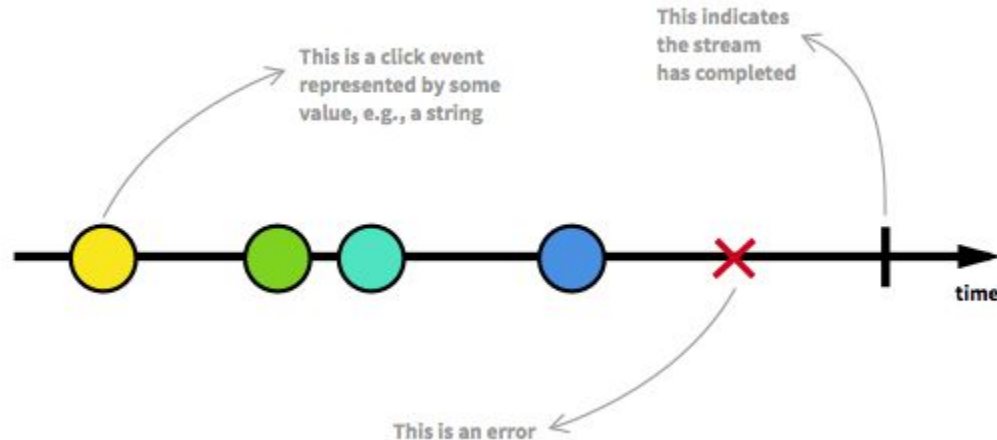 This is a click event
represented by some
value, e.g., a string
This indicates
the stream
has completed
time
This is an error